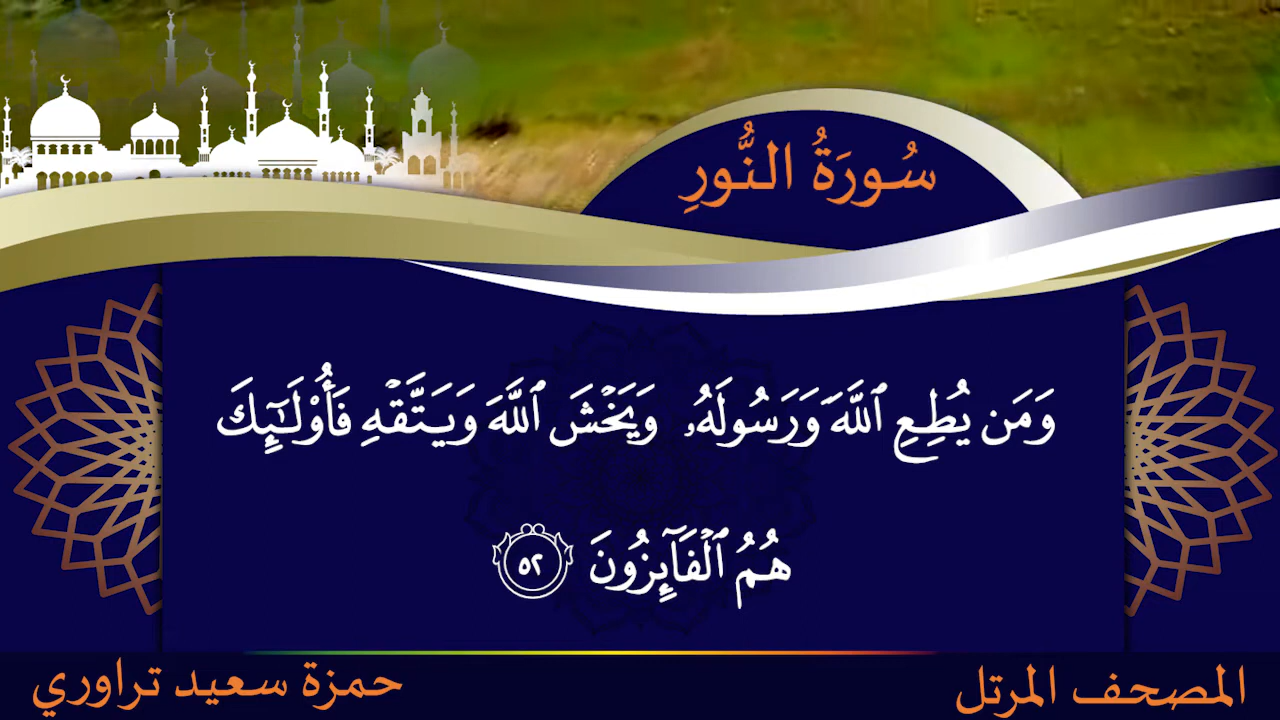 سُورَةُ النُّورِ
وَمَن يُطِعِ ٱللَّهَ وَرَسُولَهُۥ وَيَخۡشَ ٱللَّهَ وَيَتَّقۡهِ فَأُوْلَـٰٓئِكَ
هُمُ ٱلۡفَآئِزُونَ ٥٢
المصحف المرتل
حمزة سعيد تراوري